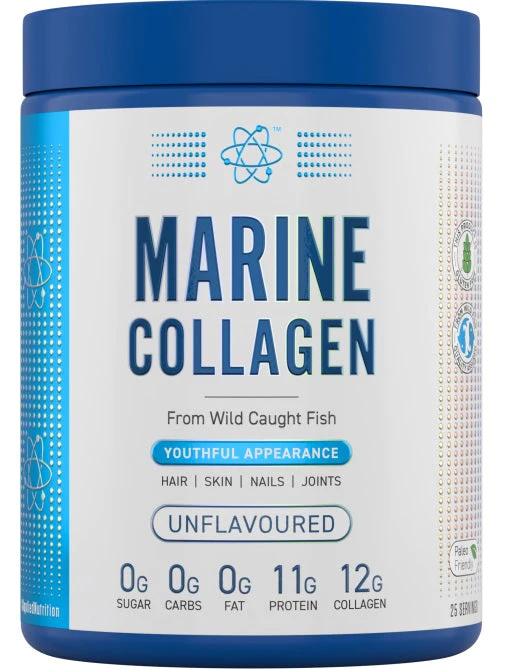 ™
MARINE
COLLAGEN
From Wild Caught Fish
YOUTHFUL APPEARANCE
HAIR | SKIN | NAILS | JOINTS
UNFLAVOURED
0G 0G 0G 11G 12G
SUGAR CARBS FAT PROTEIN COLLAGEN
Paleo
Friendly
25 SERVINGS